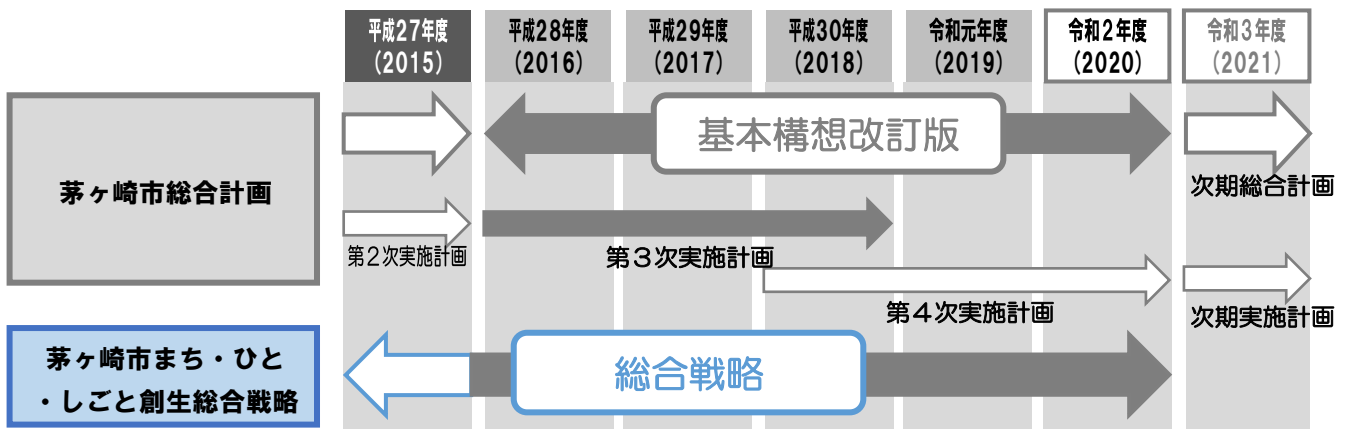 平成27年度
（2015）
平成28年度
（2016）
平成29年度
（2017）
平成30年度
（2018）
令和元年度
（2019）
令和２年度
（2020）
令和３年度
（2021）
茅ヶ崎市総合計画
基本構想改訂版
次期総合計画
第２次実施計画
第３次実施計画
第４次実施計画
次期実施計画
茅ヶ崎市まち・ひと
・しごと創生総合戦略
総合戦略